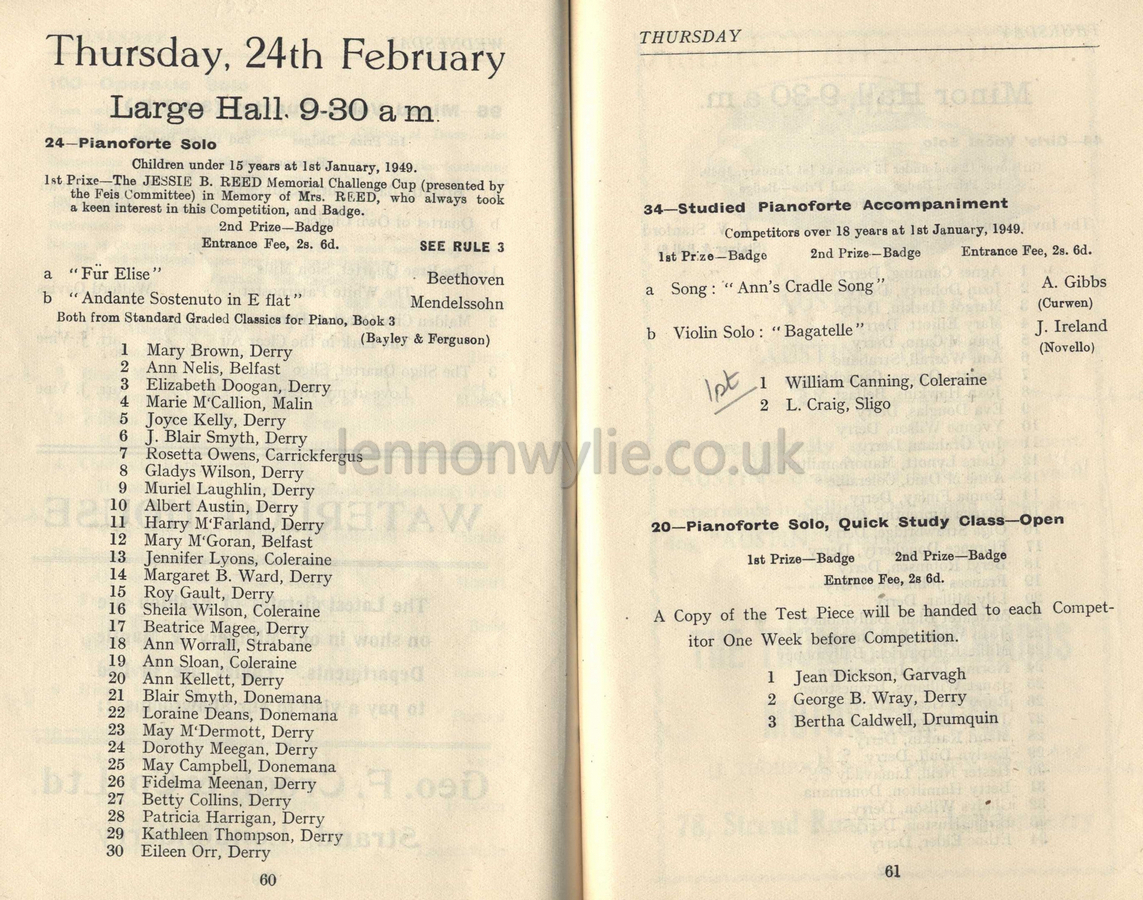 Thursday, 24th February
Large Hall. 9-30 a m.
24—Pianoforte Solo
Children under 15 years at 1st January, 1949.
1st Prixe—The JESSIE B. REED Memorial Challenge Cup (presented by
the Feis Committee) in Memory of Mrs. REED, who always took
a keen interest in this Competition, and Badge.
2nd Prize—Badge
Entrance Fee, 2s. 6d. SEE RULE 3
a "Für Elise" Beethoven
b "Andante Sostenuto in E flat" Mendelssohn
Both from Standard Graded Classics for Piano, Book 3
(Bayley & Ferguson)
1 Mary Brown, Derry
2 Ann Nelis, Belfast
3 Elizabeth Doogan, Derry
4 Marie M'Callion, Malin
5 Joyce Kelly, Derry
6 J. Blair Smyth, Derry
7 Rosetta Owens, Carrickfergus
8 Gladys Wilson, Derry
9 Muriel Laughlin, Derry
10 Albert Austin, Derry
11 Harry M'Farland, Derry
12 Mary M'Goran, Belfast
13 Jennifer Lyons, Coleraine
14 Margaret B. Ward, Derry
15 Roy Gault, Derry
16 Sheila Wilson, Coleraine
17 Beatrice Magee, Derry
18 Ann Worrall, Strabane
19 Ann Sloan, Coleraine
20 Ann Kellett, Derry
21 Blair Smyth, Donemana
22 Loraine Deans, Donemana
23 May M'Dermott, Derry
24 Dorothy Meegan, Derry
25 May Campbell, Donemana
26 Fidelma Meenan, Derry
27 Betty Collins, Derry
28 Patricia Harrigan, Derry
29 Kathleen Thompson, Derry
30 Eileen Orr, Derry
60
THURSDAY
34—Studied Pianoforte Accompaniment
Competitors over 18 years at 1st January, 1949.
1st Prize—Badge 2nd Prize—Badge Entrance Fee, 2s. 6d.
a Song : "Ann's Cradle Song" A. Gibbs
(Curwen)
b Violin Solo : "Bagatelle" J. Ireland
(Novello)
1pt 1 William Canning, Coleraine
2 L. Craig, Sligo
lennonwylie.co.uk
20—Pianoforte Solo, Quick Study Class—Open
1st Prize—Badge 2nd Prize—Badge
Entrnce Fee, 2s 6d.
A Copy of the Test Piece will be handed to each Compet-
itor One Week before Competition.
1 Jean Dickson, Garvagh
2 George B. Wray, Derry
3 Bertha Caldwell, Drumquin
61